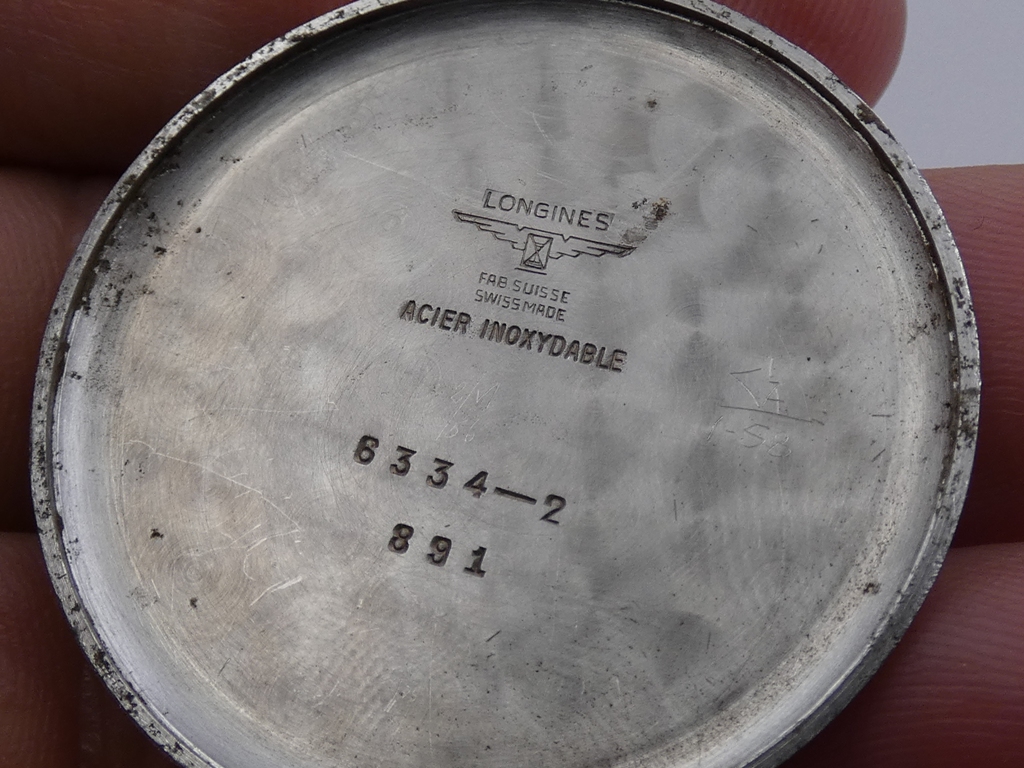 LONGINES
FAB SUISSE
SWISS MADE
ACIER INOXYDABLE
6334-2
891